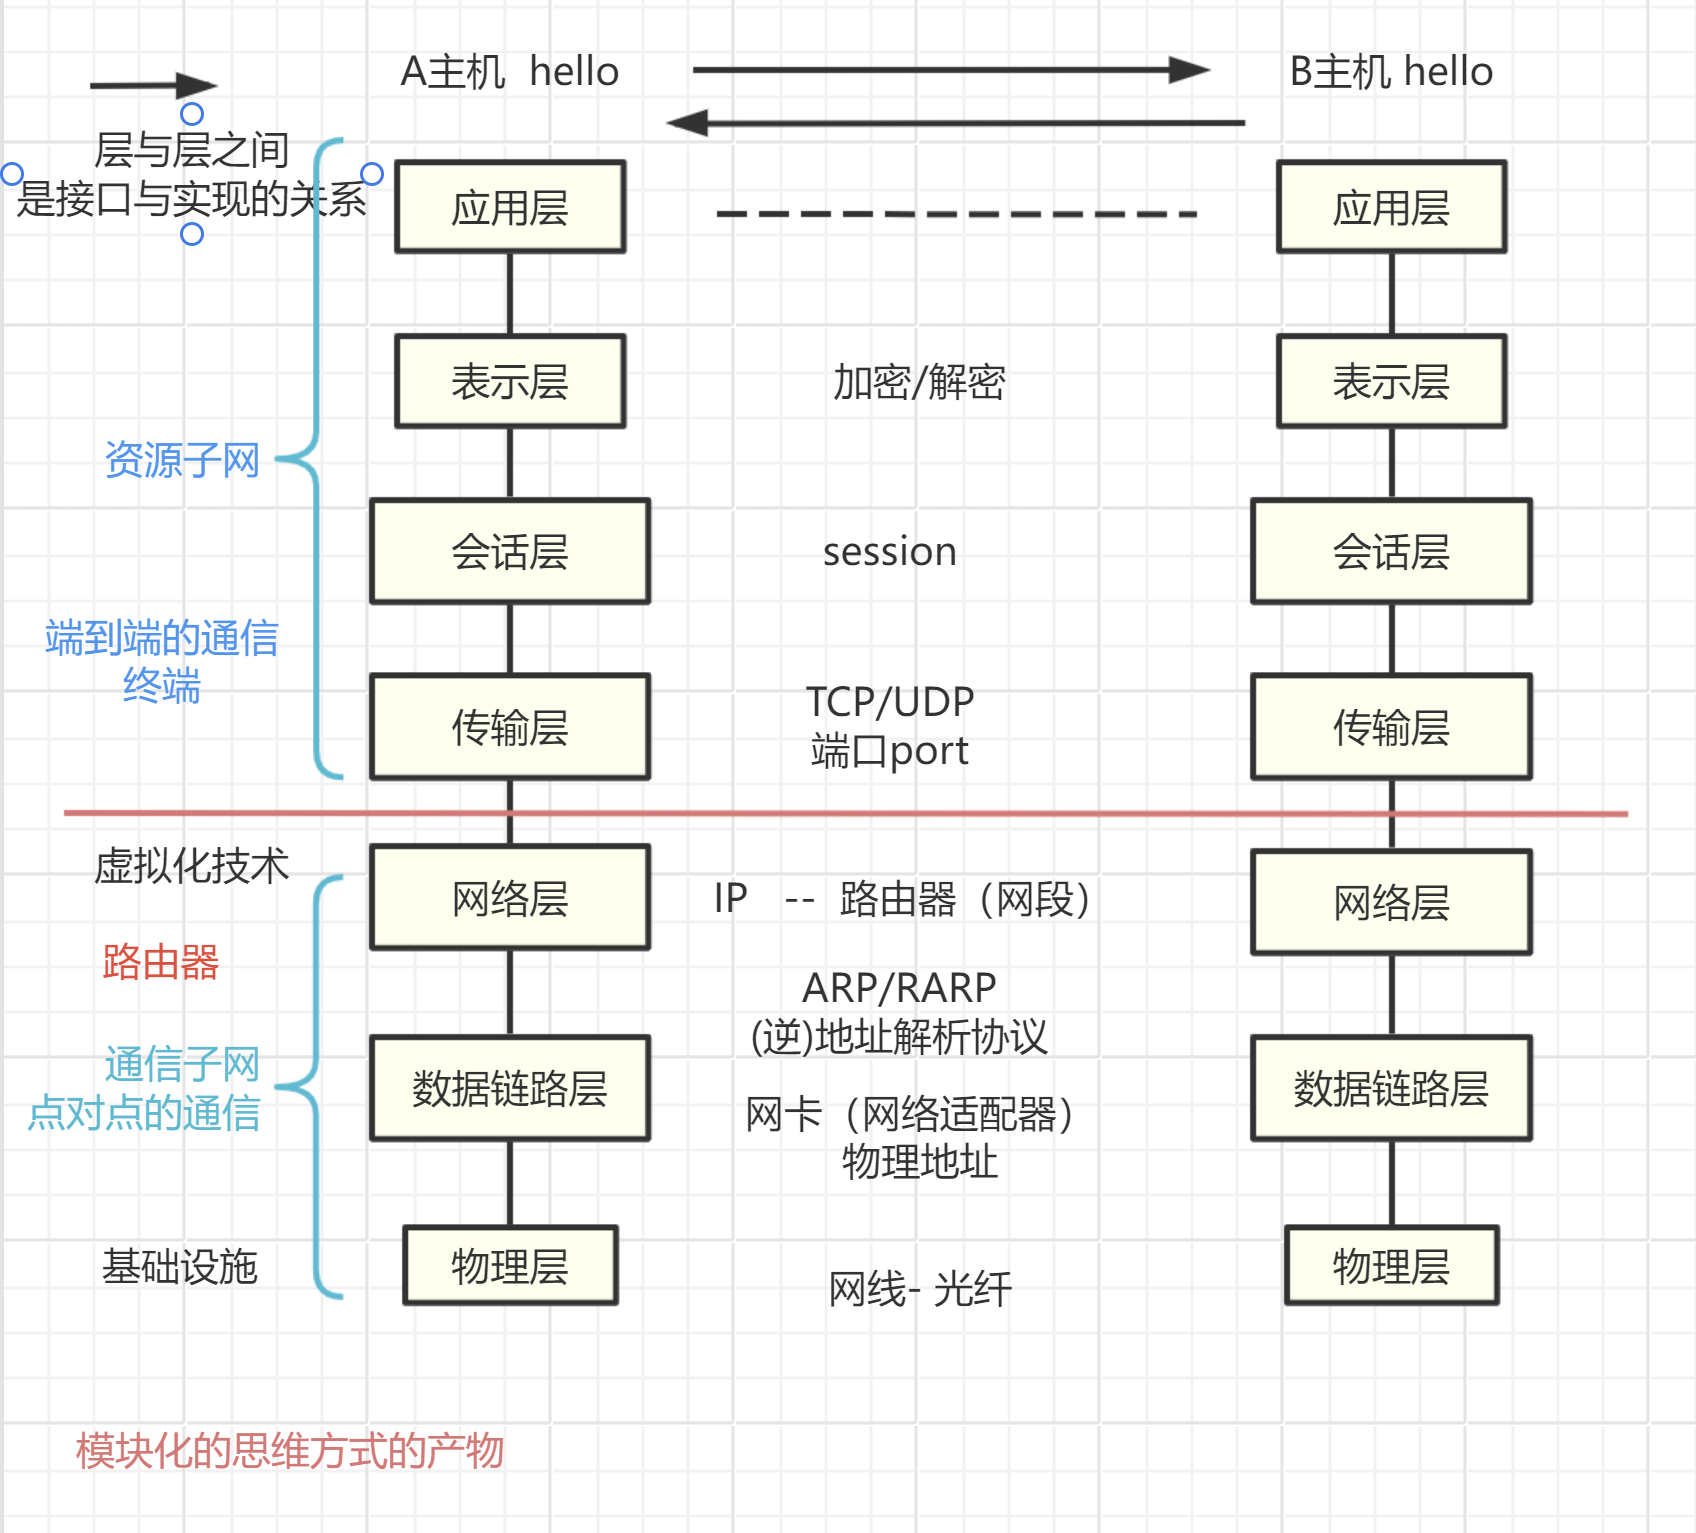 A主机 hello
B主机 hello
层与层之间
是接口与实现的关系
应用层
应用层
表示层
加密/解密
表示层
资源子网
会话层
session
会话层
端到端的通信
终端
传输层
TCP/UDP
端口port
传输层
虚拟化技术
网络层
IP -- 路由器（网段）
网络层
路由器
ARP/RARP
(逆)地址解析协议
通信子网
点对点的通信
数据链路层
网卡（网络适配器）
物理地址
数据链路层
基础设施
物理层
网线- 光纤
物理层
模块化的思维方式的产物